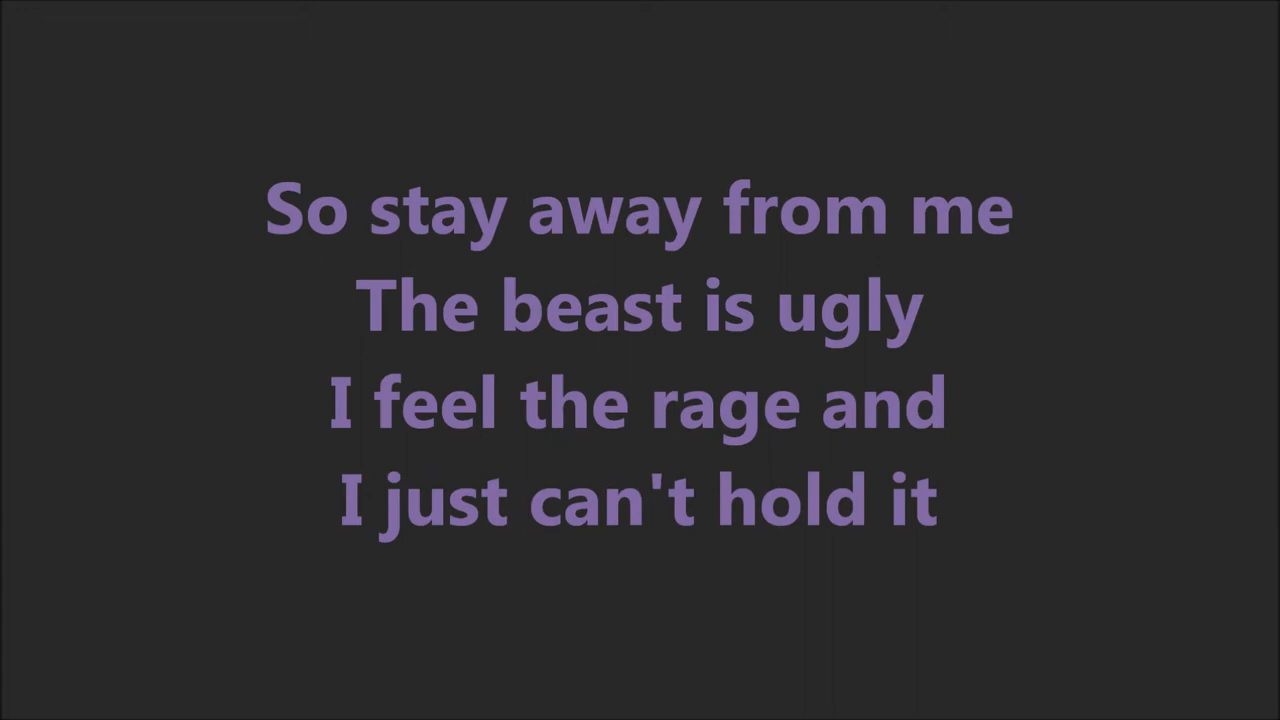 So stay away from me
The beast is ugly
I feel the rage and
I just can't hold it